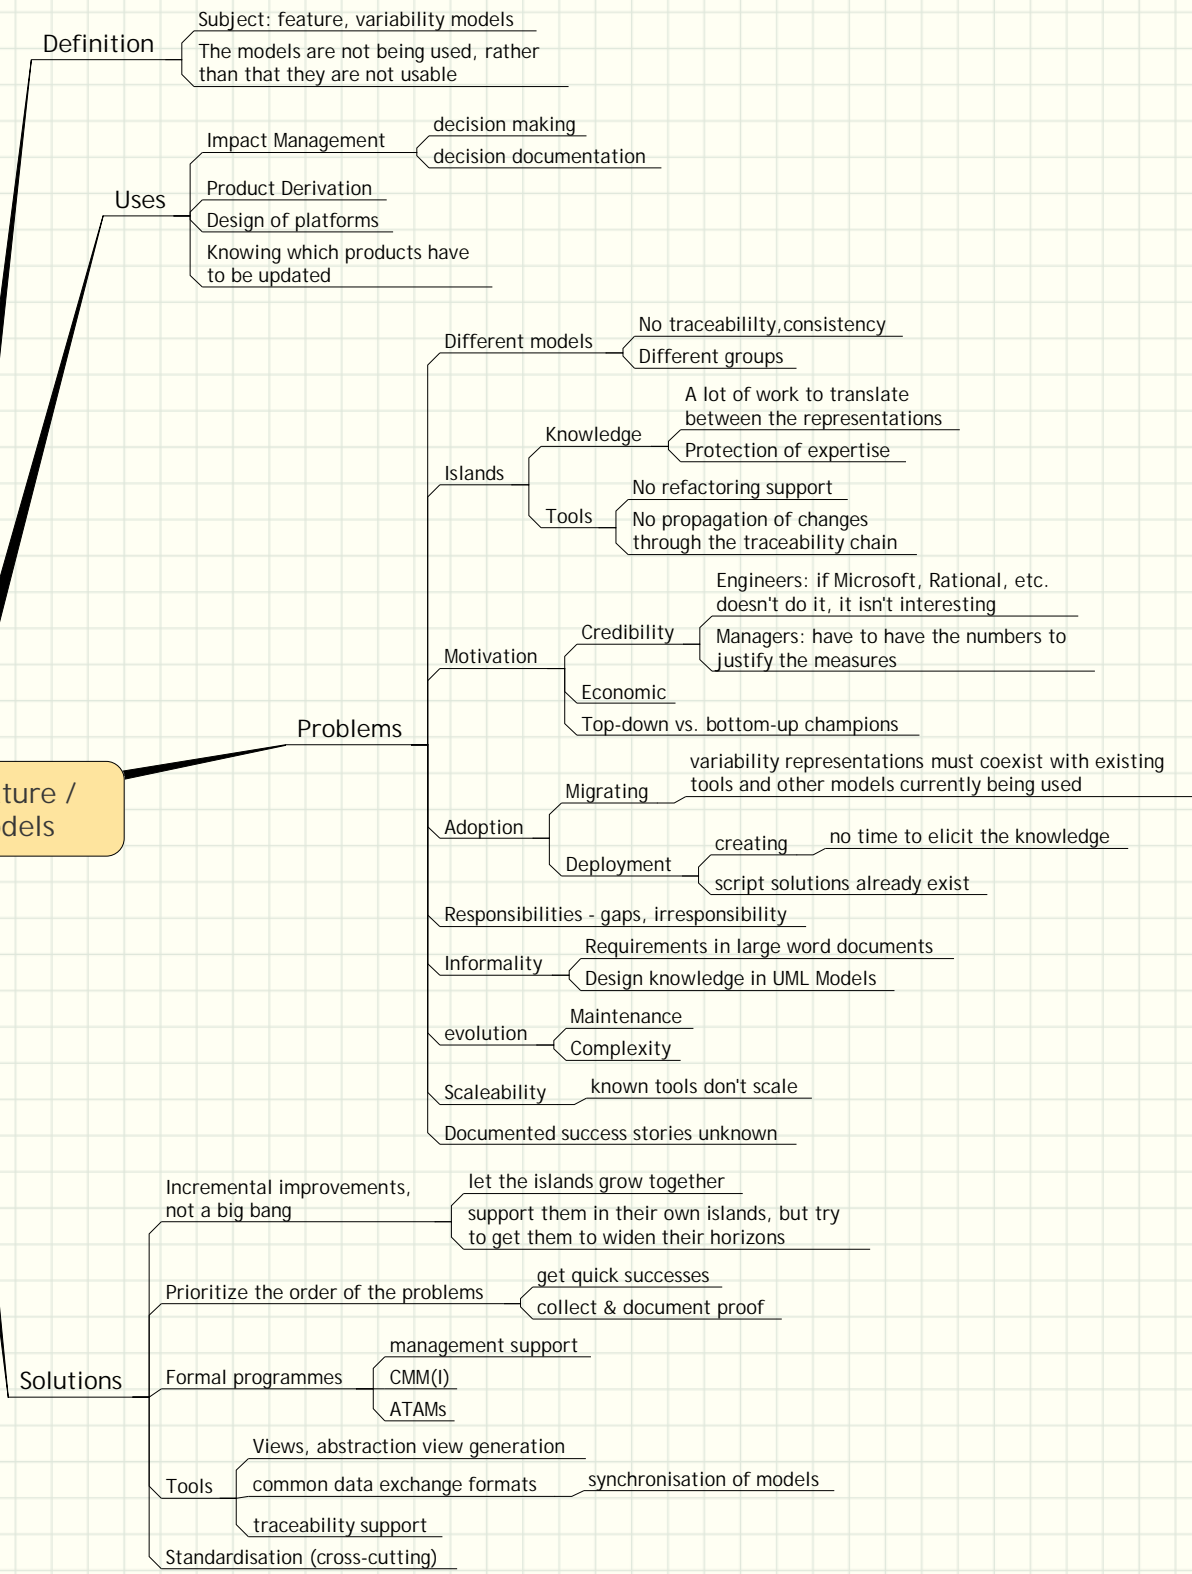 Definition
Subject: feature, variability models
The models are not being used, rather
than that they are not usable
Uses
Impact Management
decision making
decision documentation
Product Derivation
Design of platforms
Knowing which products have
to be updated
ture /
dels
Problems
Different models
No traceabililty,consistency
Different groups
Islands
Knowledge
A lot of work to translate
between the representations
Protection of expertise
Tools
No refactoring support
No propagation of changes
through the traceability chain
Motivation
Credibility
Engineers: if Microsoft, Rational, etc.
doesn't do it, it isn't interesting
Managers: have to have the numbers to
justify the measures
Economic
Top-down vs. bottom-up champions
Adoption
Migrating
variability representations must coexist with existing
tools and other models currently being used
Deployment
creating
no time to elicit the knowledge
script solutions already exist
Responsibilities - gaps, irresponsibility
Informality
Requirements in large word documents
Design knowledge in UML Models
evolution
Maintenance
Complexity
Scaleability
known tools don't scale
Documented success stories unknown
Solutions
Incremental improvements,
not a big bang
let the islands grow together
support them in their own islands, but try
to get them to widen their horizons
Prioritize the order of the problems
get quick successes
collect & document proof
Formal programmes
management support
CMM(I)
ATAMs
Tools
Views, abstraction view generation
common data exchange formats
synchronisation of models
traceability support
Standardisation (cross-cutting)